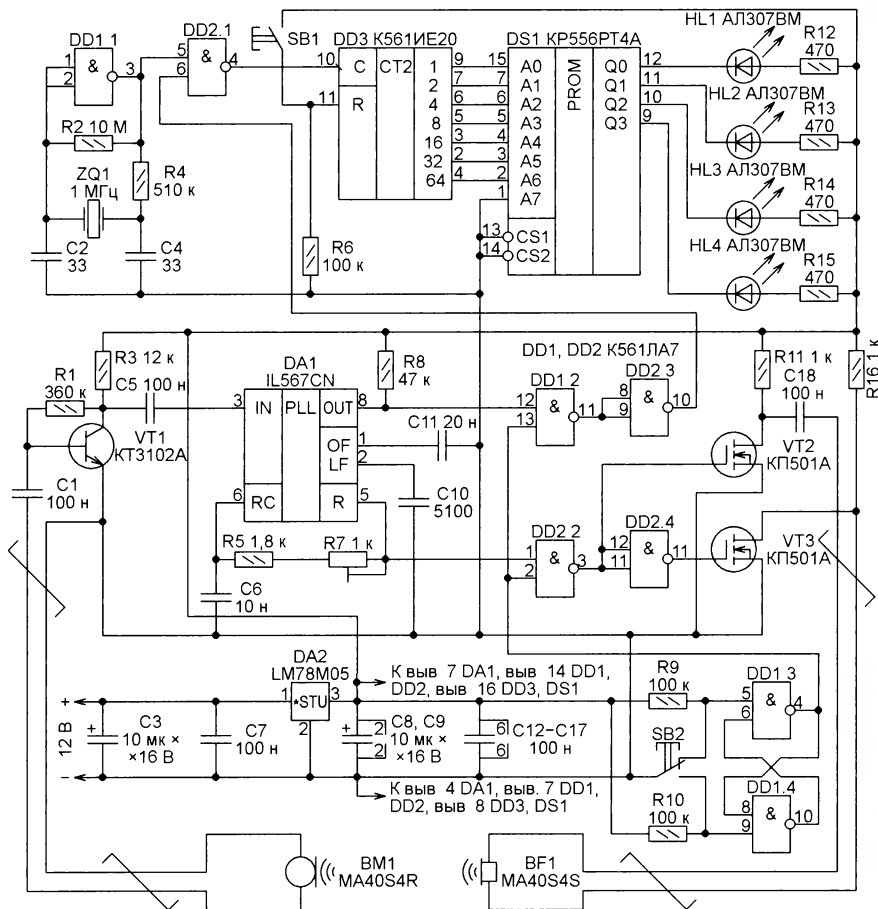 DD1 1
DD2.1
SB1
DD3 К561ИЕ20
DS1 КР556РТ4А
HL1 АЛ307ВМ
R12
470
1
2
&
3
5
6
&
4
10
C
R
11
CT2
1 9 15 A0
2 7 7 A1
4 6 6 A2
8 5 5 A3
16 3 4 A4
32 2 3 A5
64 4 2 A6
1 A7
13 CS1
14 CS2
PROM
Q0 12
Q1 11
Q2 10
Q3 9
HL2 АЛ307ВМ
R13
470
HL3 АЛ307ВМ
R14
470
HL4 АЛ307ВМ
R15
470
R2 10 М
ZQ1
1 МГц
R4
510 к
C2
33
C4
33
R6
100 к
R3 12 к
C5 100 н
R1
360 к
VT1
КТ3102А
C1
100 н
DA1
IL567CN
3 IN PLL OUT 8
OF 1
LF 2
6 RC R 5
R8
47 к
C11 20 н
C10
5100
R5 1,8 к
R7 1 к
C6
10 н
DD1, DD2 К561ЛА7
DD1 2
12
13
&
11
DD2 3
8
9
&
10
R11 1 к
C18
100 н
R16 1 к
VT2
КП501А
DD2 2
1
2
&
3
DD2.4
12
11
&
11
VT3
КП501А
DA2
LM78M05
1 *STU 3
2
К выв 7 DA1, выв 14 DD1,
DD2, выв 16 DD3, DS1
+
12 В
−
C3
10 мк ×
×16 В
C7
100 н
C8, C9
10 мк ×
×16 В
2
2
C12–C17
100 н
6
6
К выв 4 DA1, выв. 7 DD1,
DD2, выв 8 DD3, DS1
R9
100 к
SB2
R10
100 к
DD1.3
5
6
&
4
DD1.4
8
9
&
10
BM1
MA40S4R
BF1
MA40S4S